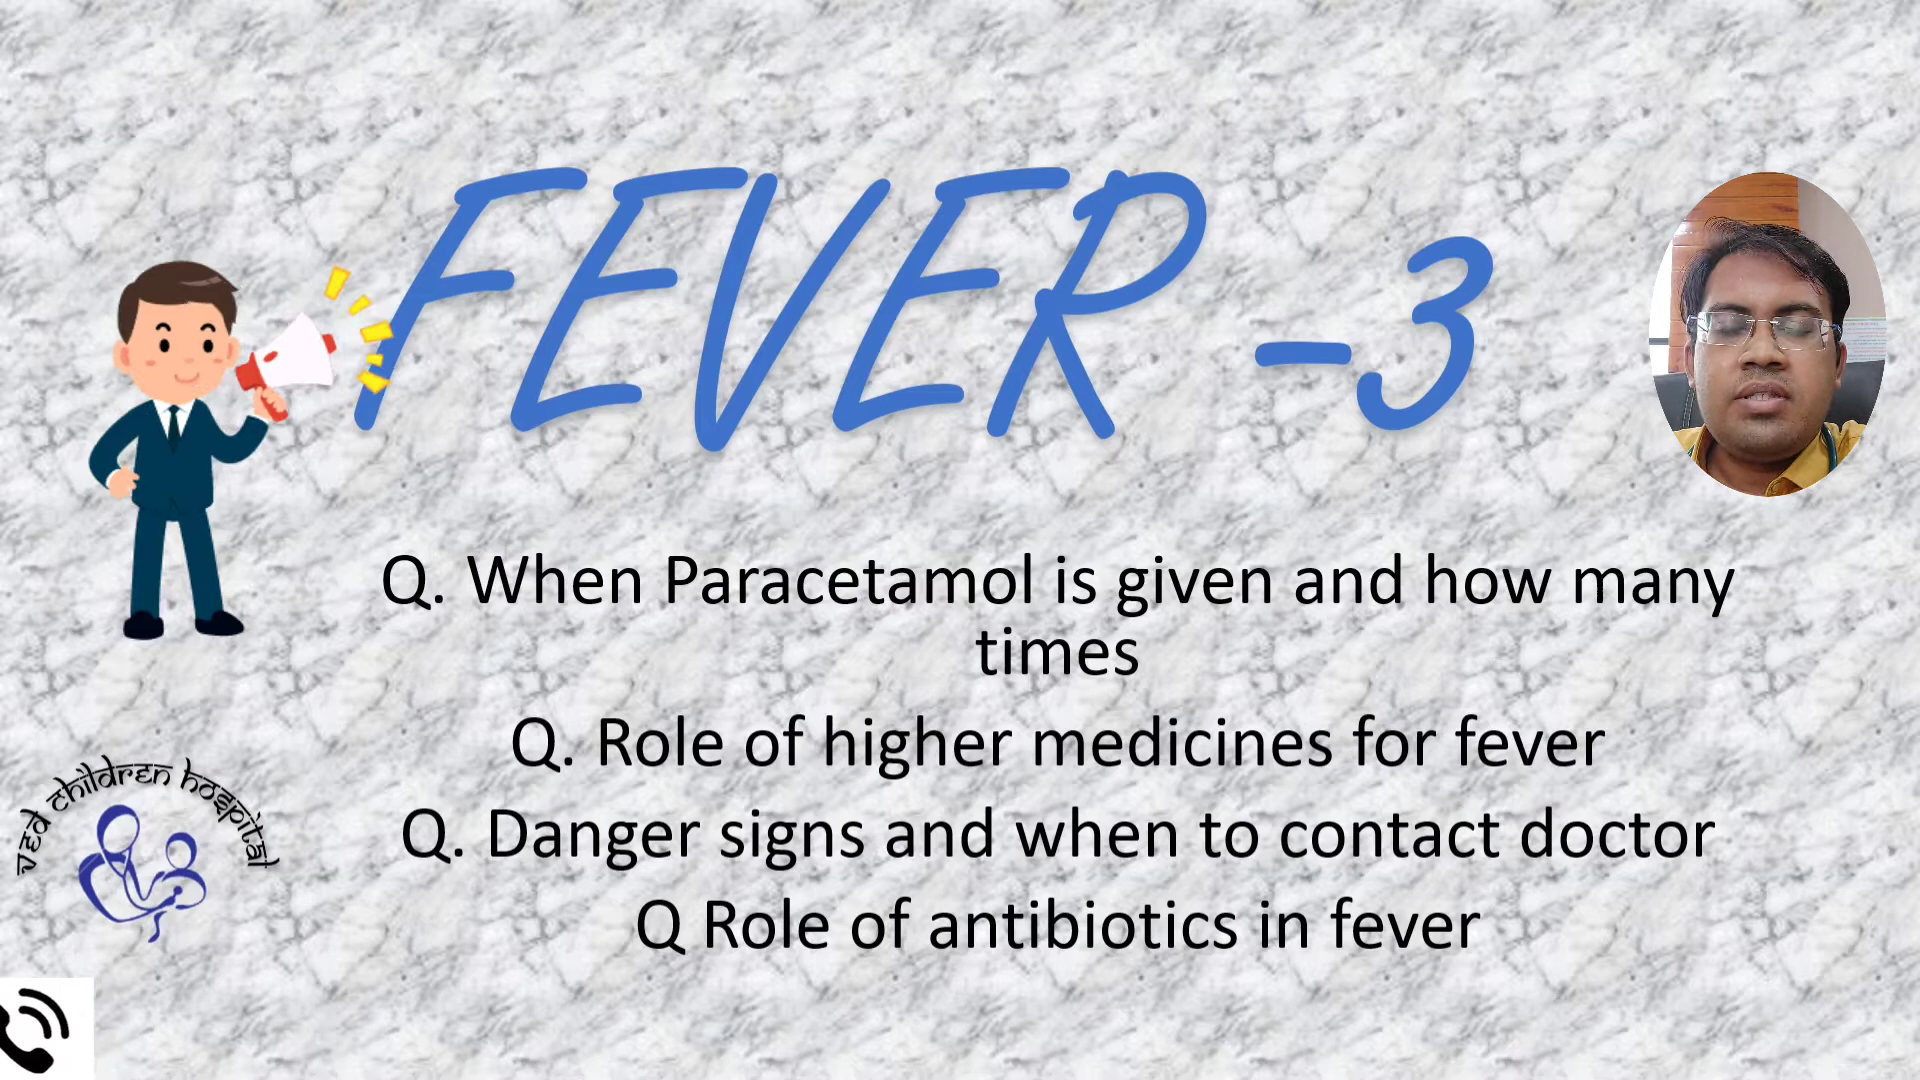 FEVER -3
Q. When Paracetamol is given and how many
times
Q. Role of higher medicines for fever
Q. Danger signs and when to contact doctor
Q Role of antibiotics in fever
VED CHILDREN HOSPITAL